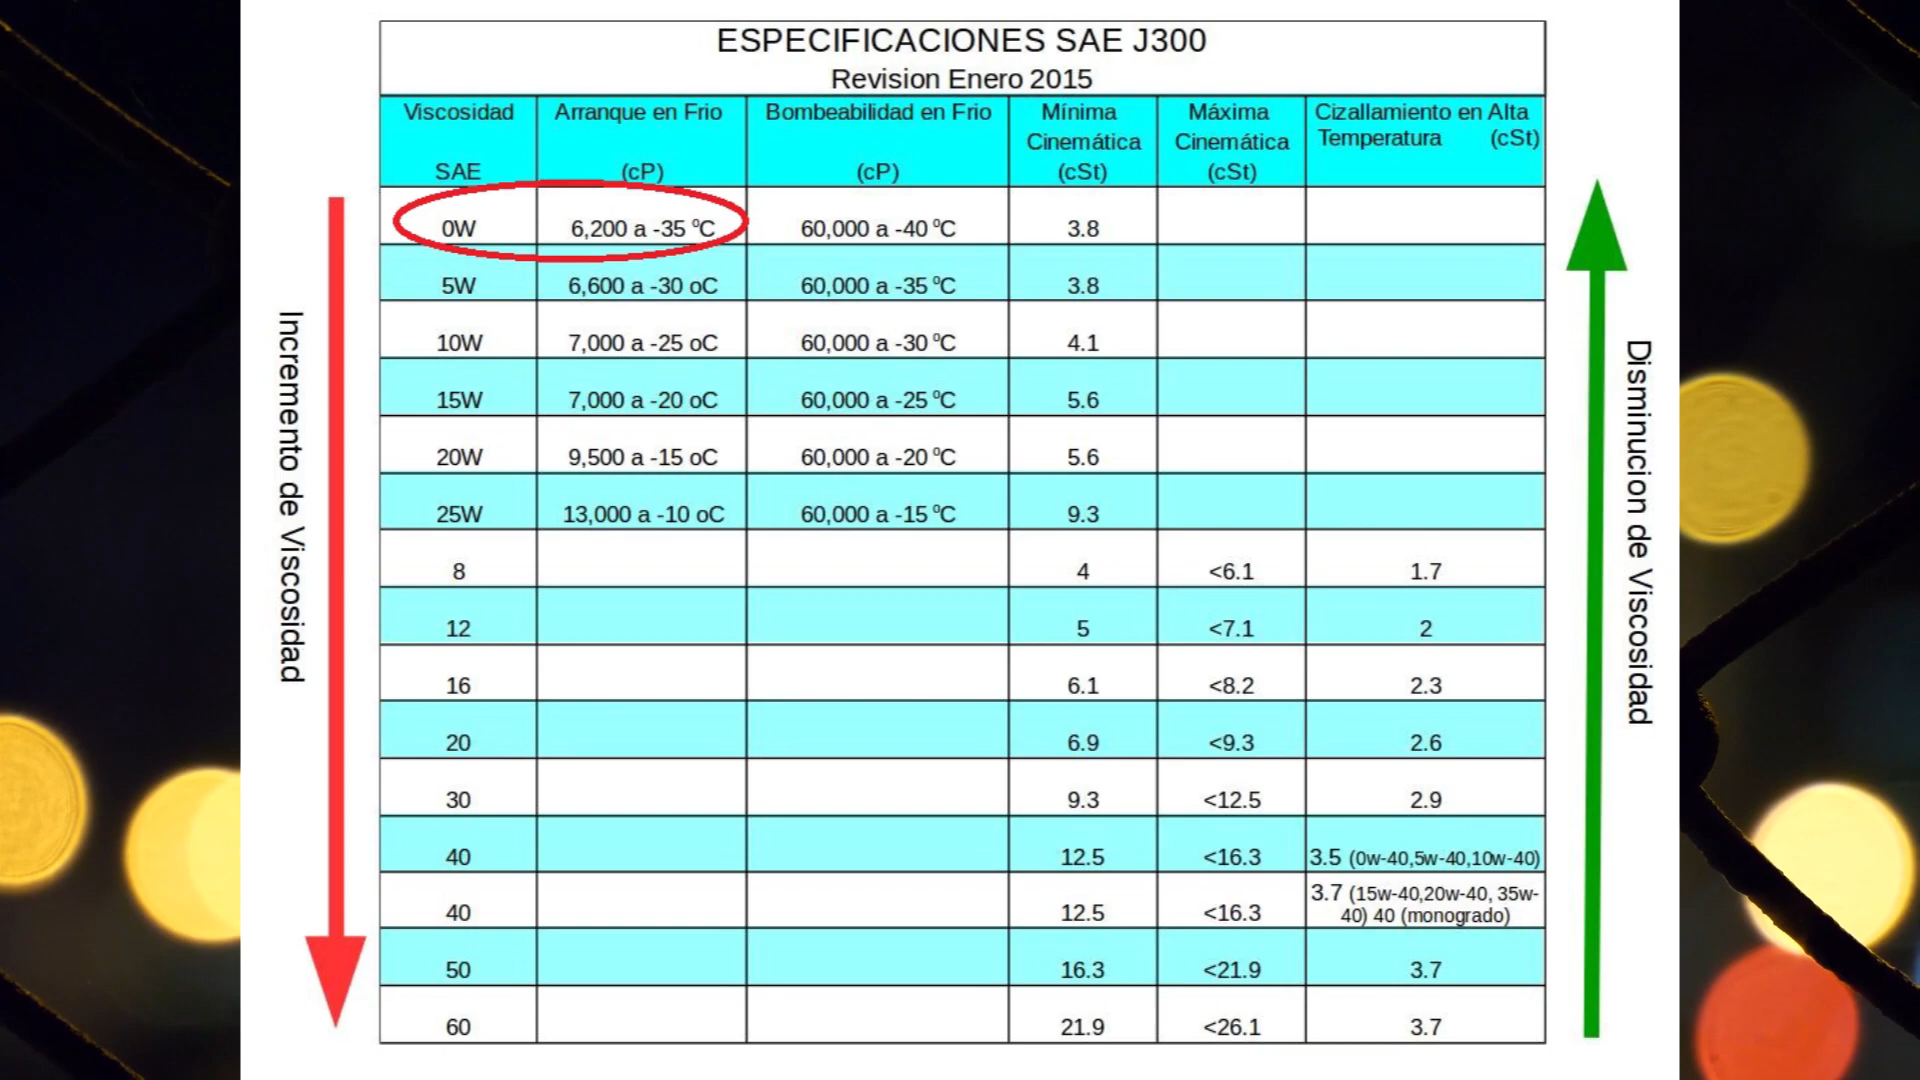 ESPECIFICACIONES SAE J300
Revision Enero 2015
Viscosidad SAE | Arranque en Frio (cP) | Bombeabilidad en Frio (cP) | Mínima Cinemática (cSt) | Máxima Cinemática (cSt) | Cizallamiento en Alta Temperatura (cSt)
0W 6,200 a -35 ºC 60,000 a -40 ºC 3.8
5W 6,600 a -30 oC 60,000 a -35 ºC 3.8
10W 7,000 a -25 oC 60,000 a -30 ºC 4.1
15W 7,000 a -20 oC 60,000 a -25 ºC 5.6
20W 9,500 a -15 oC 60,000 a -20 ºC 5.6
25W 13,000 a -10 oC 60,000 a -15 ºC 9.3
8 4 <6.1 1.7
12 5 <7.1 2
16 6.1 <8.2 2.3
20 6.9 <9.3 2.6
30 9.3 <12.5 2.9
40 12.5 <16.3 3.5 (0w-40,5w-40,10w-40)
40 12.5 <16.3 3.7 (15w-40,20w-40, 35w-40) 40 (monogrado)
50 16.3 <21.9 3.7
60 21.9 <26.1 3.7
Incremento de Viscosidad
Disminucion de Viscosidad